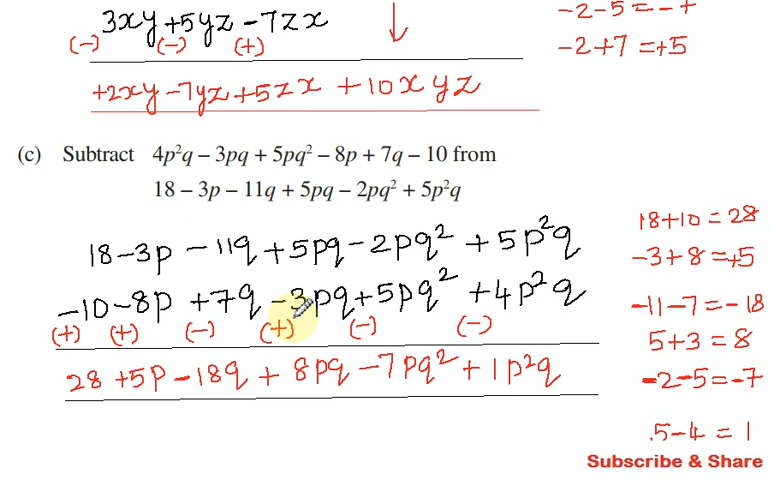 3xy+5yz-7zx
(-) (-) (+)
+2xy-7yz+5zx +10xyz
-2+7 =+5
(c) Subtract 4p²q – 3pq + 5pq² – 8p + 7q – 10 from
18 – 3p – 11q + 5pq – 2pq² + 5p²q
18-3p -11q +5pq-2pq² +5p²q
-10-8p +7q -3pq+5pq² +4p²q
(+) (+) (-) (+) (-) (-)
28 +5p-18q + 8pq -7pq² +1p²q
18+10 = 28
-3+8 =+5
-11-7=-18
5+3 = 8
-2-5=-7
.5-4 = 1
Subscribe & Share